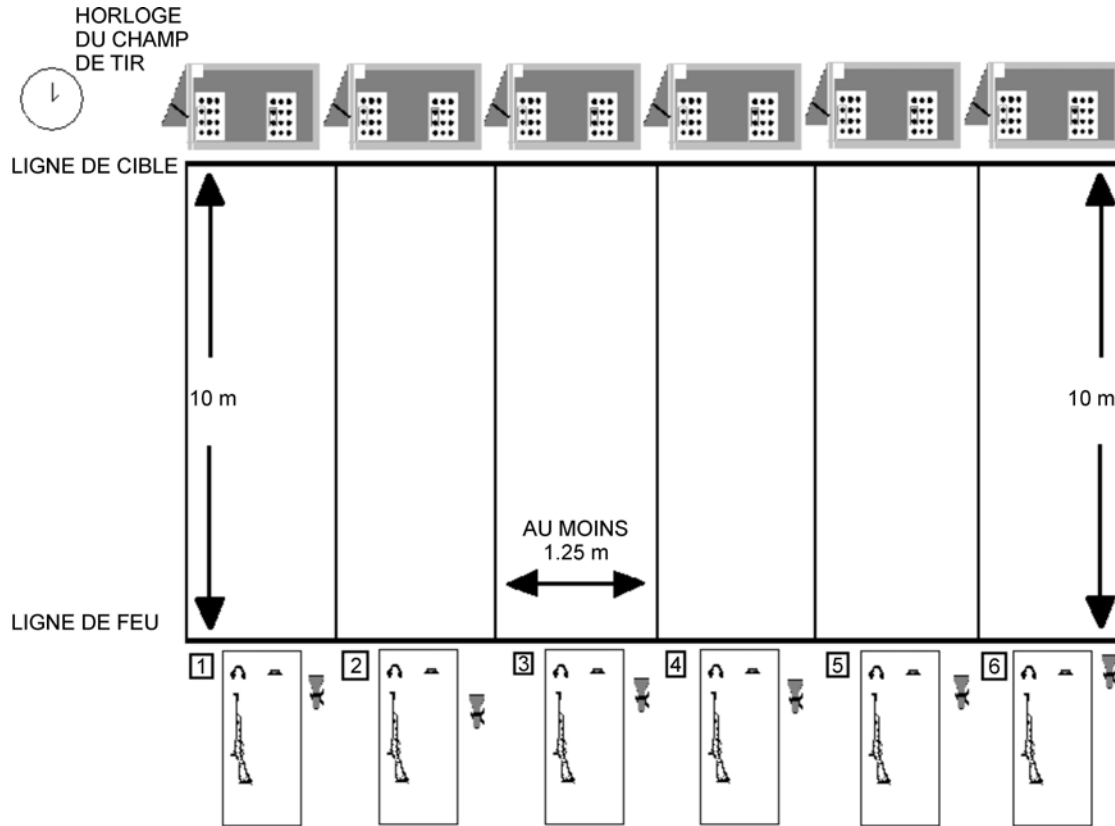 HORLOGE
DU CHAMP
DE TIR
LIGNE DE CIBLE
10 m
10 m
AU MOINS
1.25 m
LIGNE DE FEU
1
2
3
4
5
6